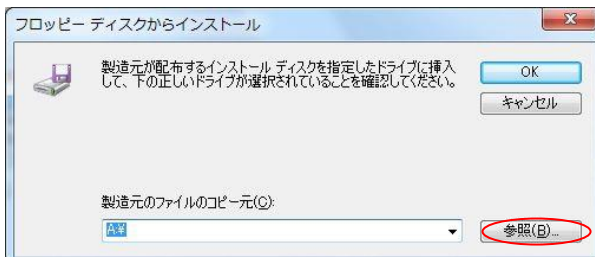 フロッピー ディスクからインストール
製造元が配布するインストール ディスクを指定したドライブに挿入
して、下の正しいドライブが選択されていることを確認してください。
OK
キャンセル
製造元のファイルのコピー元(C):
A:¥
参照(B)...